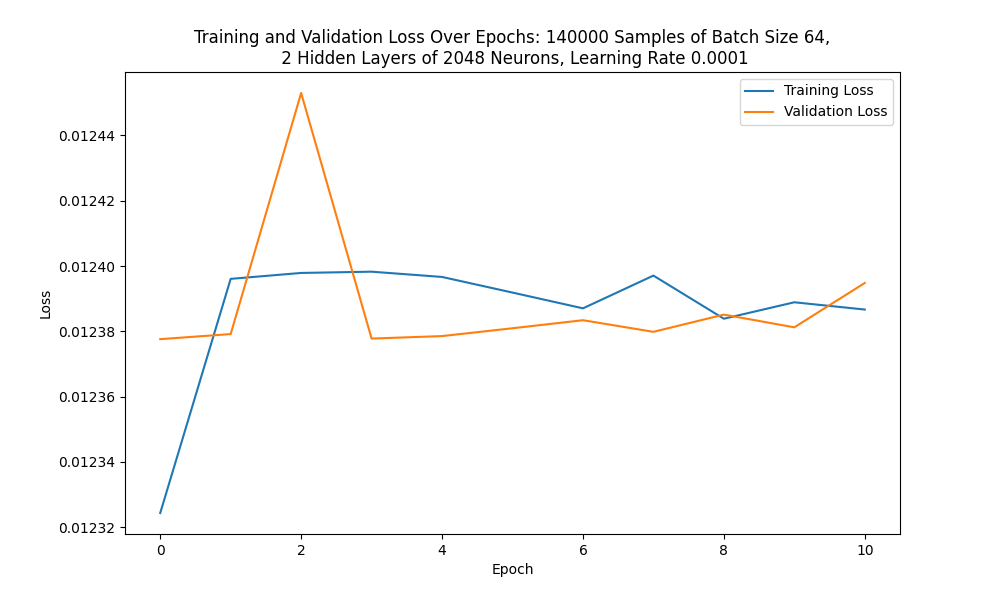 Training and Validation Loss Over Epochs: 140000 Samples of Batch Size 64,
2 Hidden Layers of 2048 Neurons, Learning Rate 0.0001
Training Loss
Validation Loss
0.01244
0.01242
0.01240
0.01238
0.01236
0.01234
0.01232
Loss
0 2 4 6 8 10
Epoch